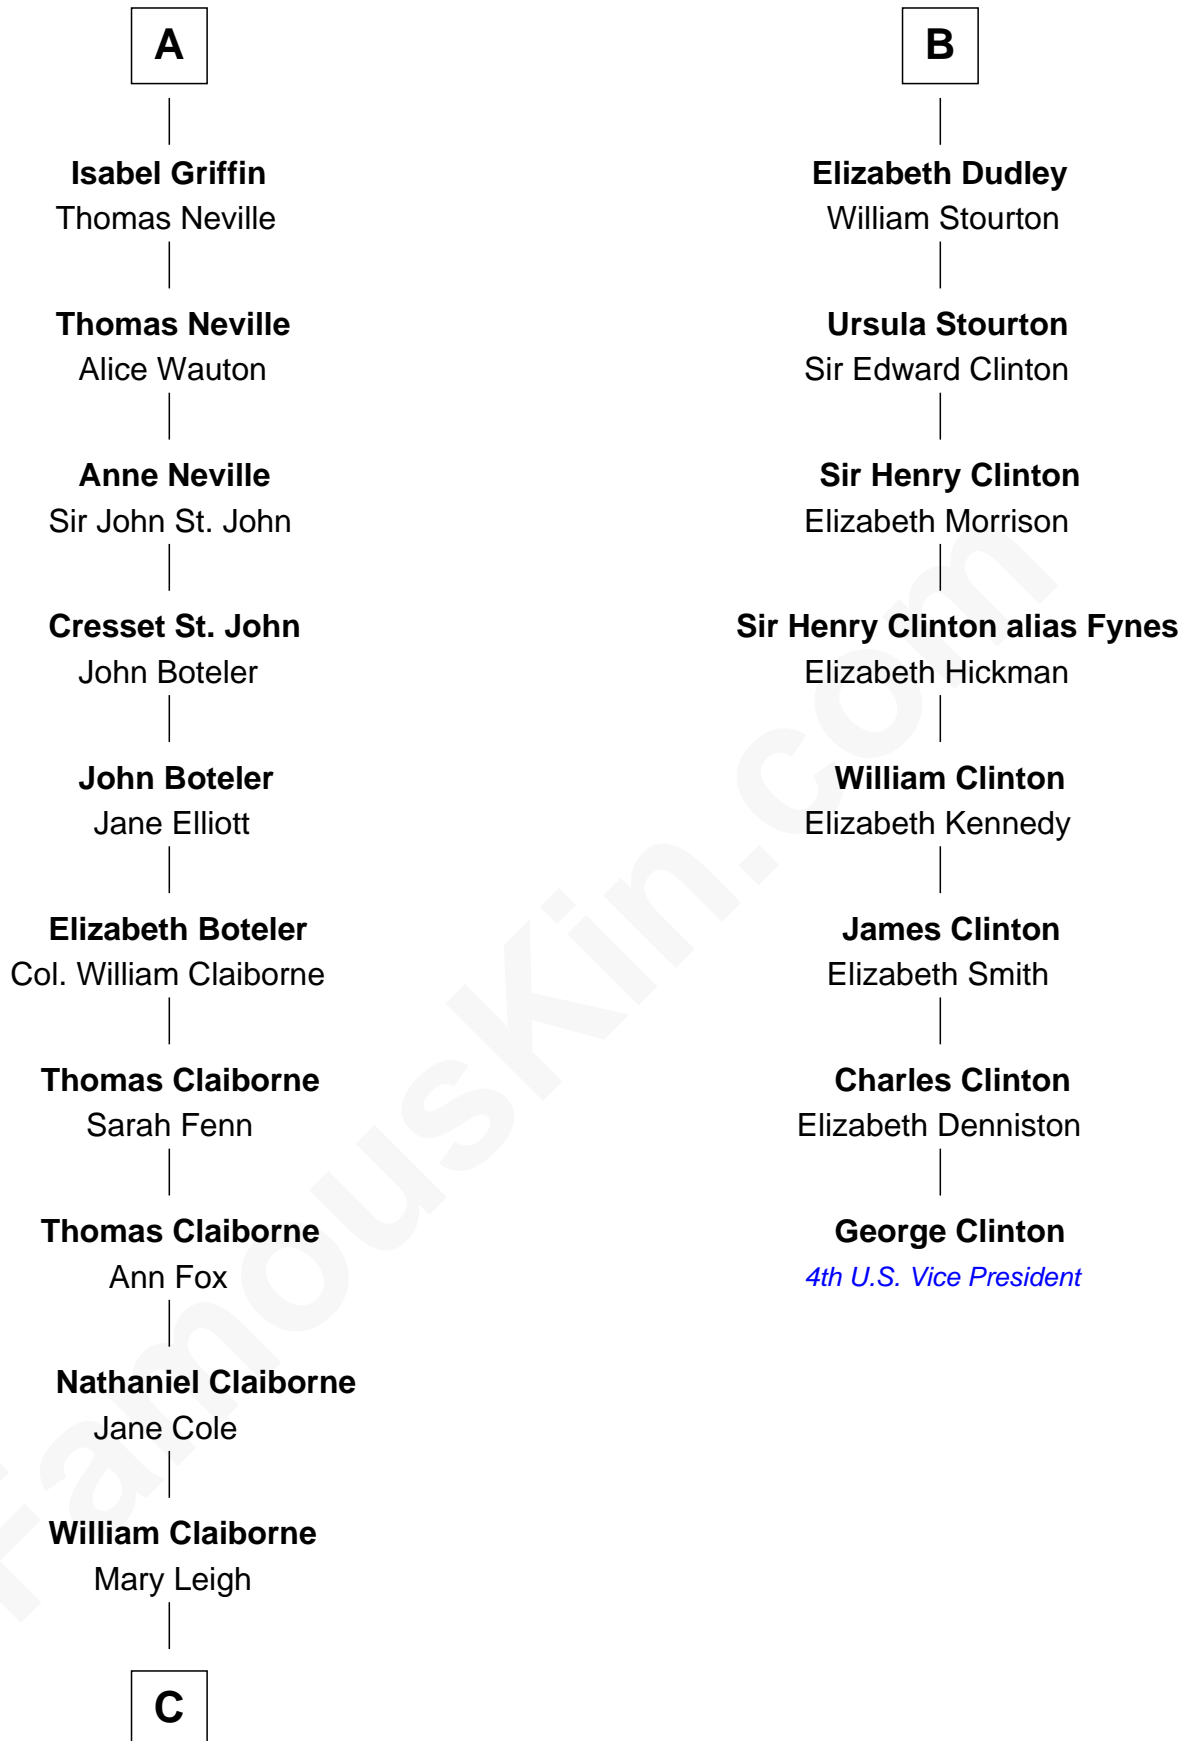 A
Isabel Griffin
Thomas Neville
Thomas Neville
Alice Wauton
Anne Neville
Sir John St. John
Cresset St. John
John Boteler
John Boteler
Jane Elliott
Elizabeth Boteler
Col. William Claiborne
Thomas Claiborne
Sarah Fenn
Thomas Claiborne
Ann Fox
Nathaniel Claiborne
Jane Cole
William Claiborne
Mary Leigh
C
B
Elizabeth Dudley
William Stourton
Ursula Stourton
Sir Edward Clinton
Sir Henry Clinton
Elizabeth Morrison
Sir Henry Clinton alias Fynes
Elizabeth Hickman
William Clinton
Elizabeth Kennedy
James Clinton
Elizabeth Smith
Charles Clinton
Elizabeth Denniston
George Clinton
4th U.S. Vice President
FamousKin.com